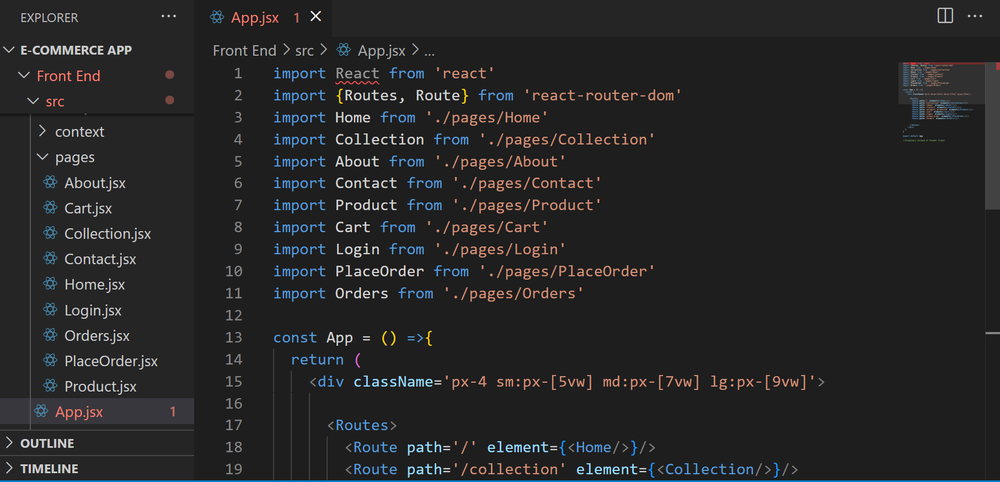 EXPLORER
E-COMMERCE APP
Front End
src
context
pages
About.jsx
Cart.jsx
Collection.jsx
Contact.jsx
Home.jsx
Login.jsx
Orders.jsx
PlaceOrder.jsx
Product.jsx
App.jsx 1
OUTLINE
TIMELINE
App.jsx 1
Front End > src > App.jsx > ...
1 import React from 'react'
2 import {Routes, Route} from 'react-router-dom'
3 import Home from './pages/Home'
4 import Collection from './pages/Collection'
5 import About from './pages/About'
6 import Contact from './pages/Contact'
7 import Product from './pages/Product'
8 import Cart from './pages/Cart'
9 import Login from './pages/Login'
10 import PlaceOrder from './pages/PlaceOrder'
11 import Orders from './pages/Orders'
12
13 const App = () =>{
14 return (
15 <div className='px-4 sm:px-[5vw] md:px-[7vw] lg:px-[9vw]'>
16
17 <Routes>
18 <Route path='/' element={<Home/>}/>
19 <Route path='/collection' element={<Collection/>}/>